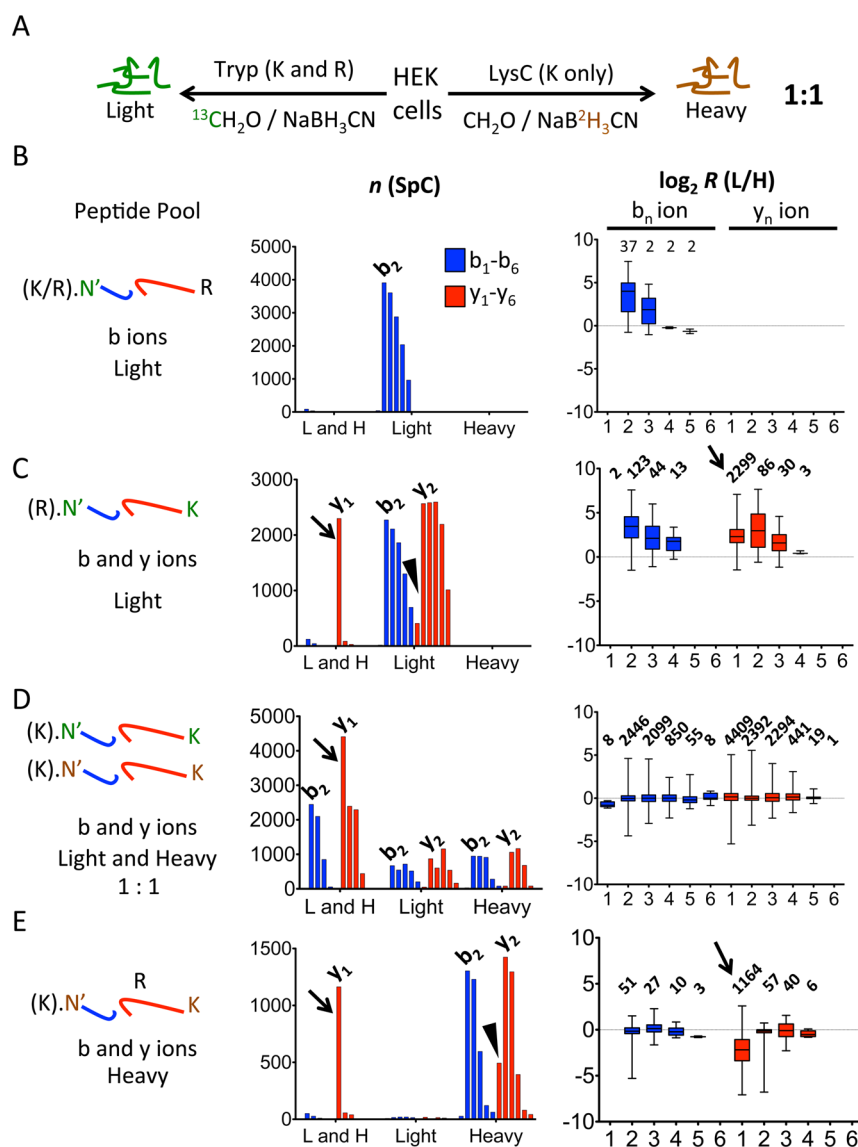 A
Tryp (K and R)
HEK
cells
LysC (K only)
Light
¹³CH₂O / NaBH₃CN
CH₂O / NaB²H₃CN
Heavy
1:1
B
Peptide Pool
n (SpC)
log₂ R (L/H)
bₙ ion
yₙ ion
(K/R).N' R
b ions
Light
5000
4000
3000
2000
1000
0
b₂
b₁-b₆
y₁-y₆
L and H Light Heavy
10
5
0
-5
-10
37 2 2 2
1 2 3 4 5 6 1 2 3 4 5 6
C
(R).N' K
b and y ions
Light
3000
2000
1000
0
y₁
b₂
y₂
L and H Light Heavy
10
5
0
-5
-10
2 123 44 13 2299 86 30 3
1 2 3 4 5 6 1 2 3 4 5 6
D
(K).N' K
(K).N' K
b and y ions
Light and Heavy
1 : 1
5000
4000
3000
2000
1000
0
b₂
y₁
b₂
y₂
b₂
y₂
L and H Light Heavy
10
5
0
-5
-10
8 2446 2099 850 55 8 4409 2392 2294 441 19 1
1 2 3 4 5 6 1 2 3 4 5 6
E
R
(K).N' K
b and y ions
Heavy
1500
1000
500
0
y₁
b₂
y₂
L and H Light Heavy
10
5
0
-5
-10
51 27 10 3 1164 57 40 6
1 2 3 4 5 6 1 2 3 4 5 6